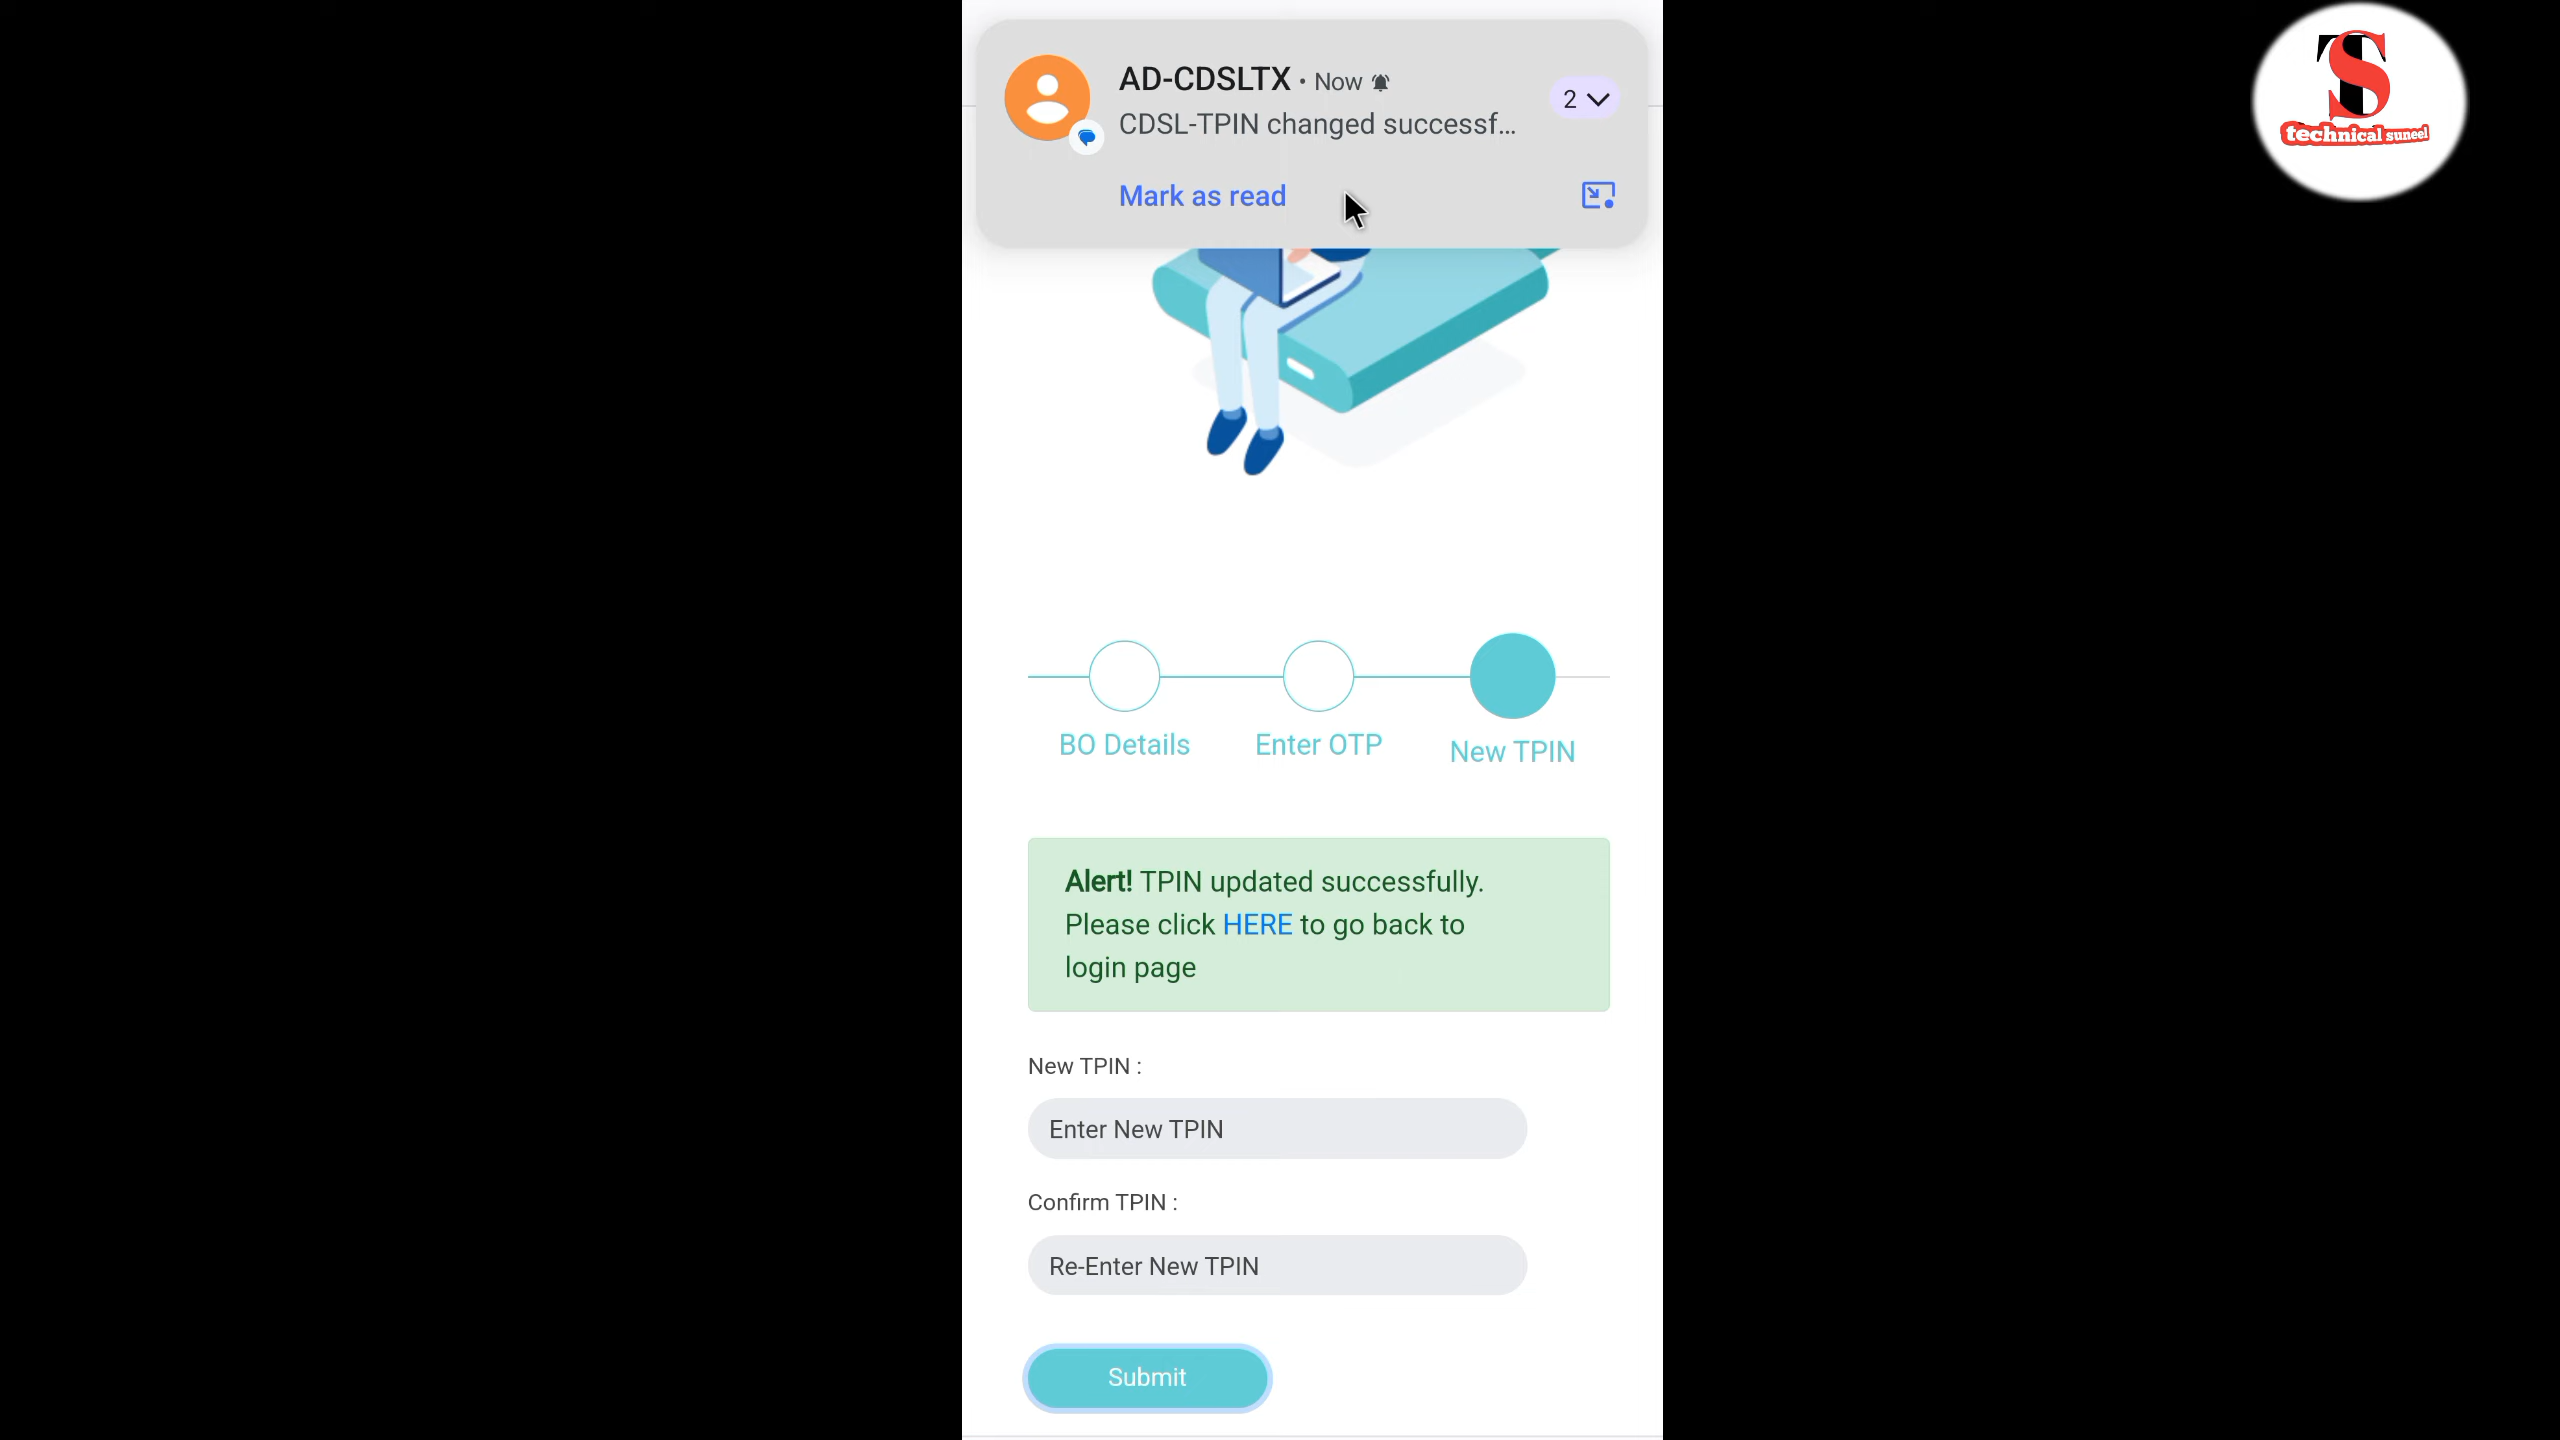 AD-CDSLTX • Now
2
CDSL-TPIN changed successf...
Mark as read
TS
technical suneel
BO Details
Enter OTP
New TPIN
Alert! TPIN updated successfully.
Please click HERE to go back to
login page
New TPIN :
Enter New TPIN
Confirm TPIN :
Re-Enter New TPIN
Submit